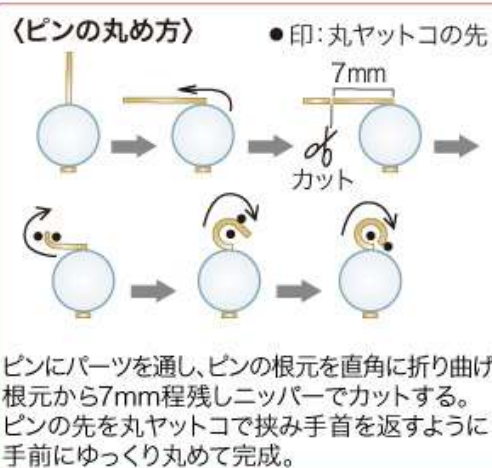 〈ピンの丸め方〉
●印:丸ヤットコの先
7mm
カット
ピンにパーツを通し、ピンの根元を直角に折り曲げ
根元から7mm程残しニッパーでカットする。
ピンの先を丸ヤットコで挟み手首を返すように
手前にゆっくり丸めて完成。